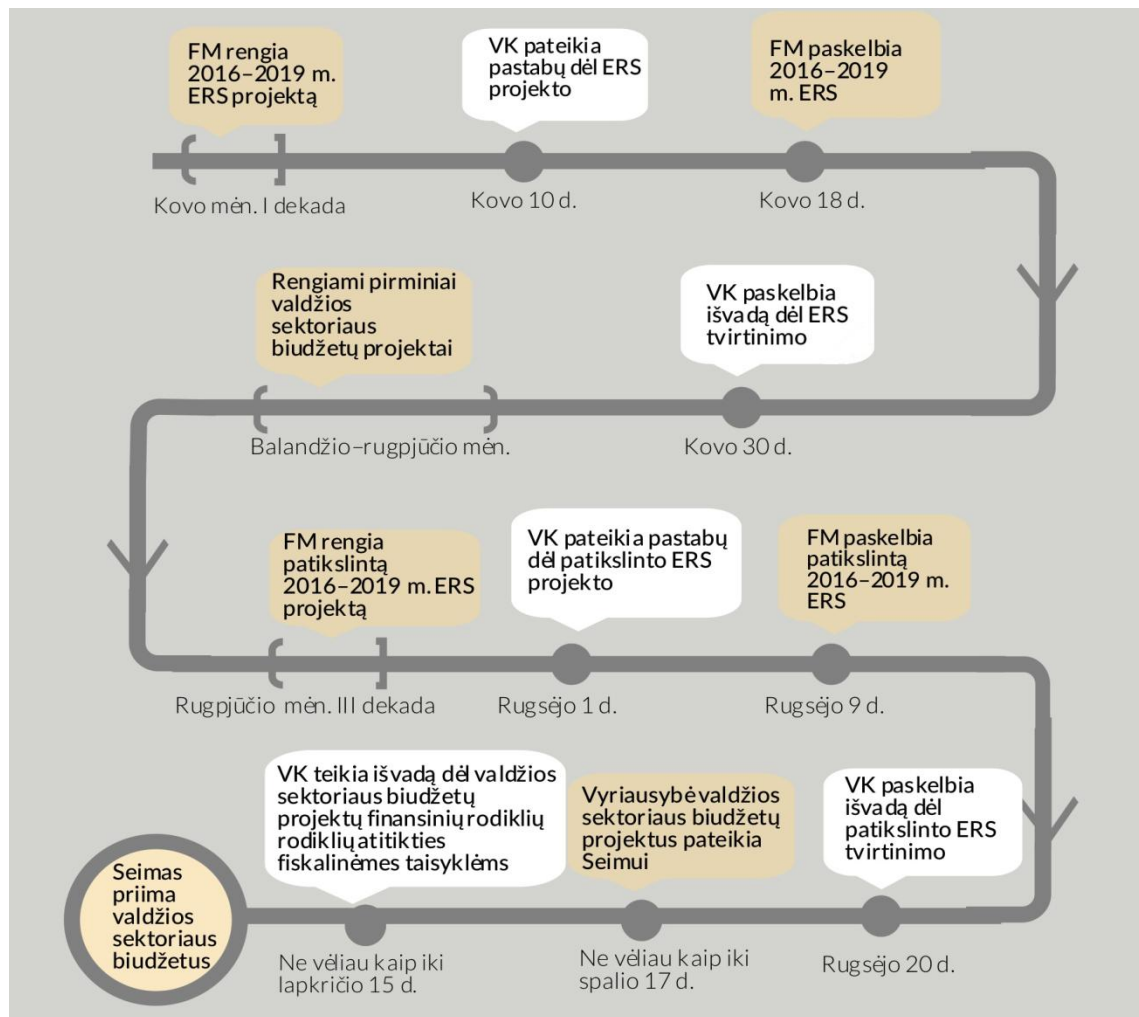 FM rengia
2016–2019 m.
ERS projektą
Kovo mėn. I dekada
VK pateikia
pastabų dėl ERS
projekto
Kovo 10 d.
FM paskelbia
2016–2019
m. ERS
Kovo 18 d.
VK paskelbia
išvadą dėl ERS
tvirtinimo
Kovo 30 d.
Rengiami pirminiai
valdžios
sektoriaus
biudžetų projektai
Balandžio–rugpjūčio mėn.
FM rengia
patikslintą
2016–2019 m. ERS
projektą
Rugpjūčio mėn. III dekada
VK pateikia pastabų
dėl patikslinto ERS
projekto
Rugsėjo 1 d.
FM paskelbia
patikslintą
2016–2019 m.
ERS
Rugsėjo 9 d.
VK paskelbia
išvadą dėl
patikslinto ERS
tvirtinimo
Rugsėjo 20 d.
Vyriausybė valdžios
sektoriaus biudžetų
projektus pateikia
Seimui
Ne vėliau kaip iki
spalio 17 d.
VK teikia išvadą dėl valdžios
sektoriaus biudžetų
projektų finansinių rodiklių
rodiklių atitikties
fiskalinėmes taisyklėms
Ne vėliau kaip iki
lapkričio 15 d.
Seimas
priima
valdžios
sektoriaus
biudžetus